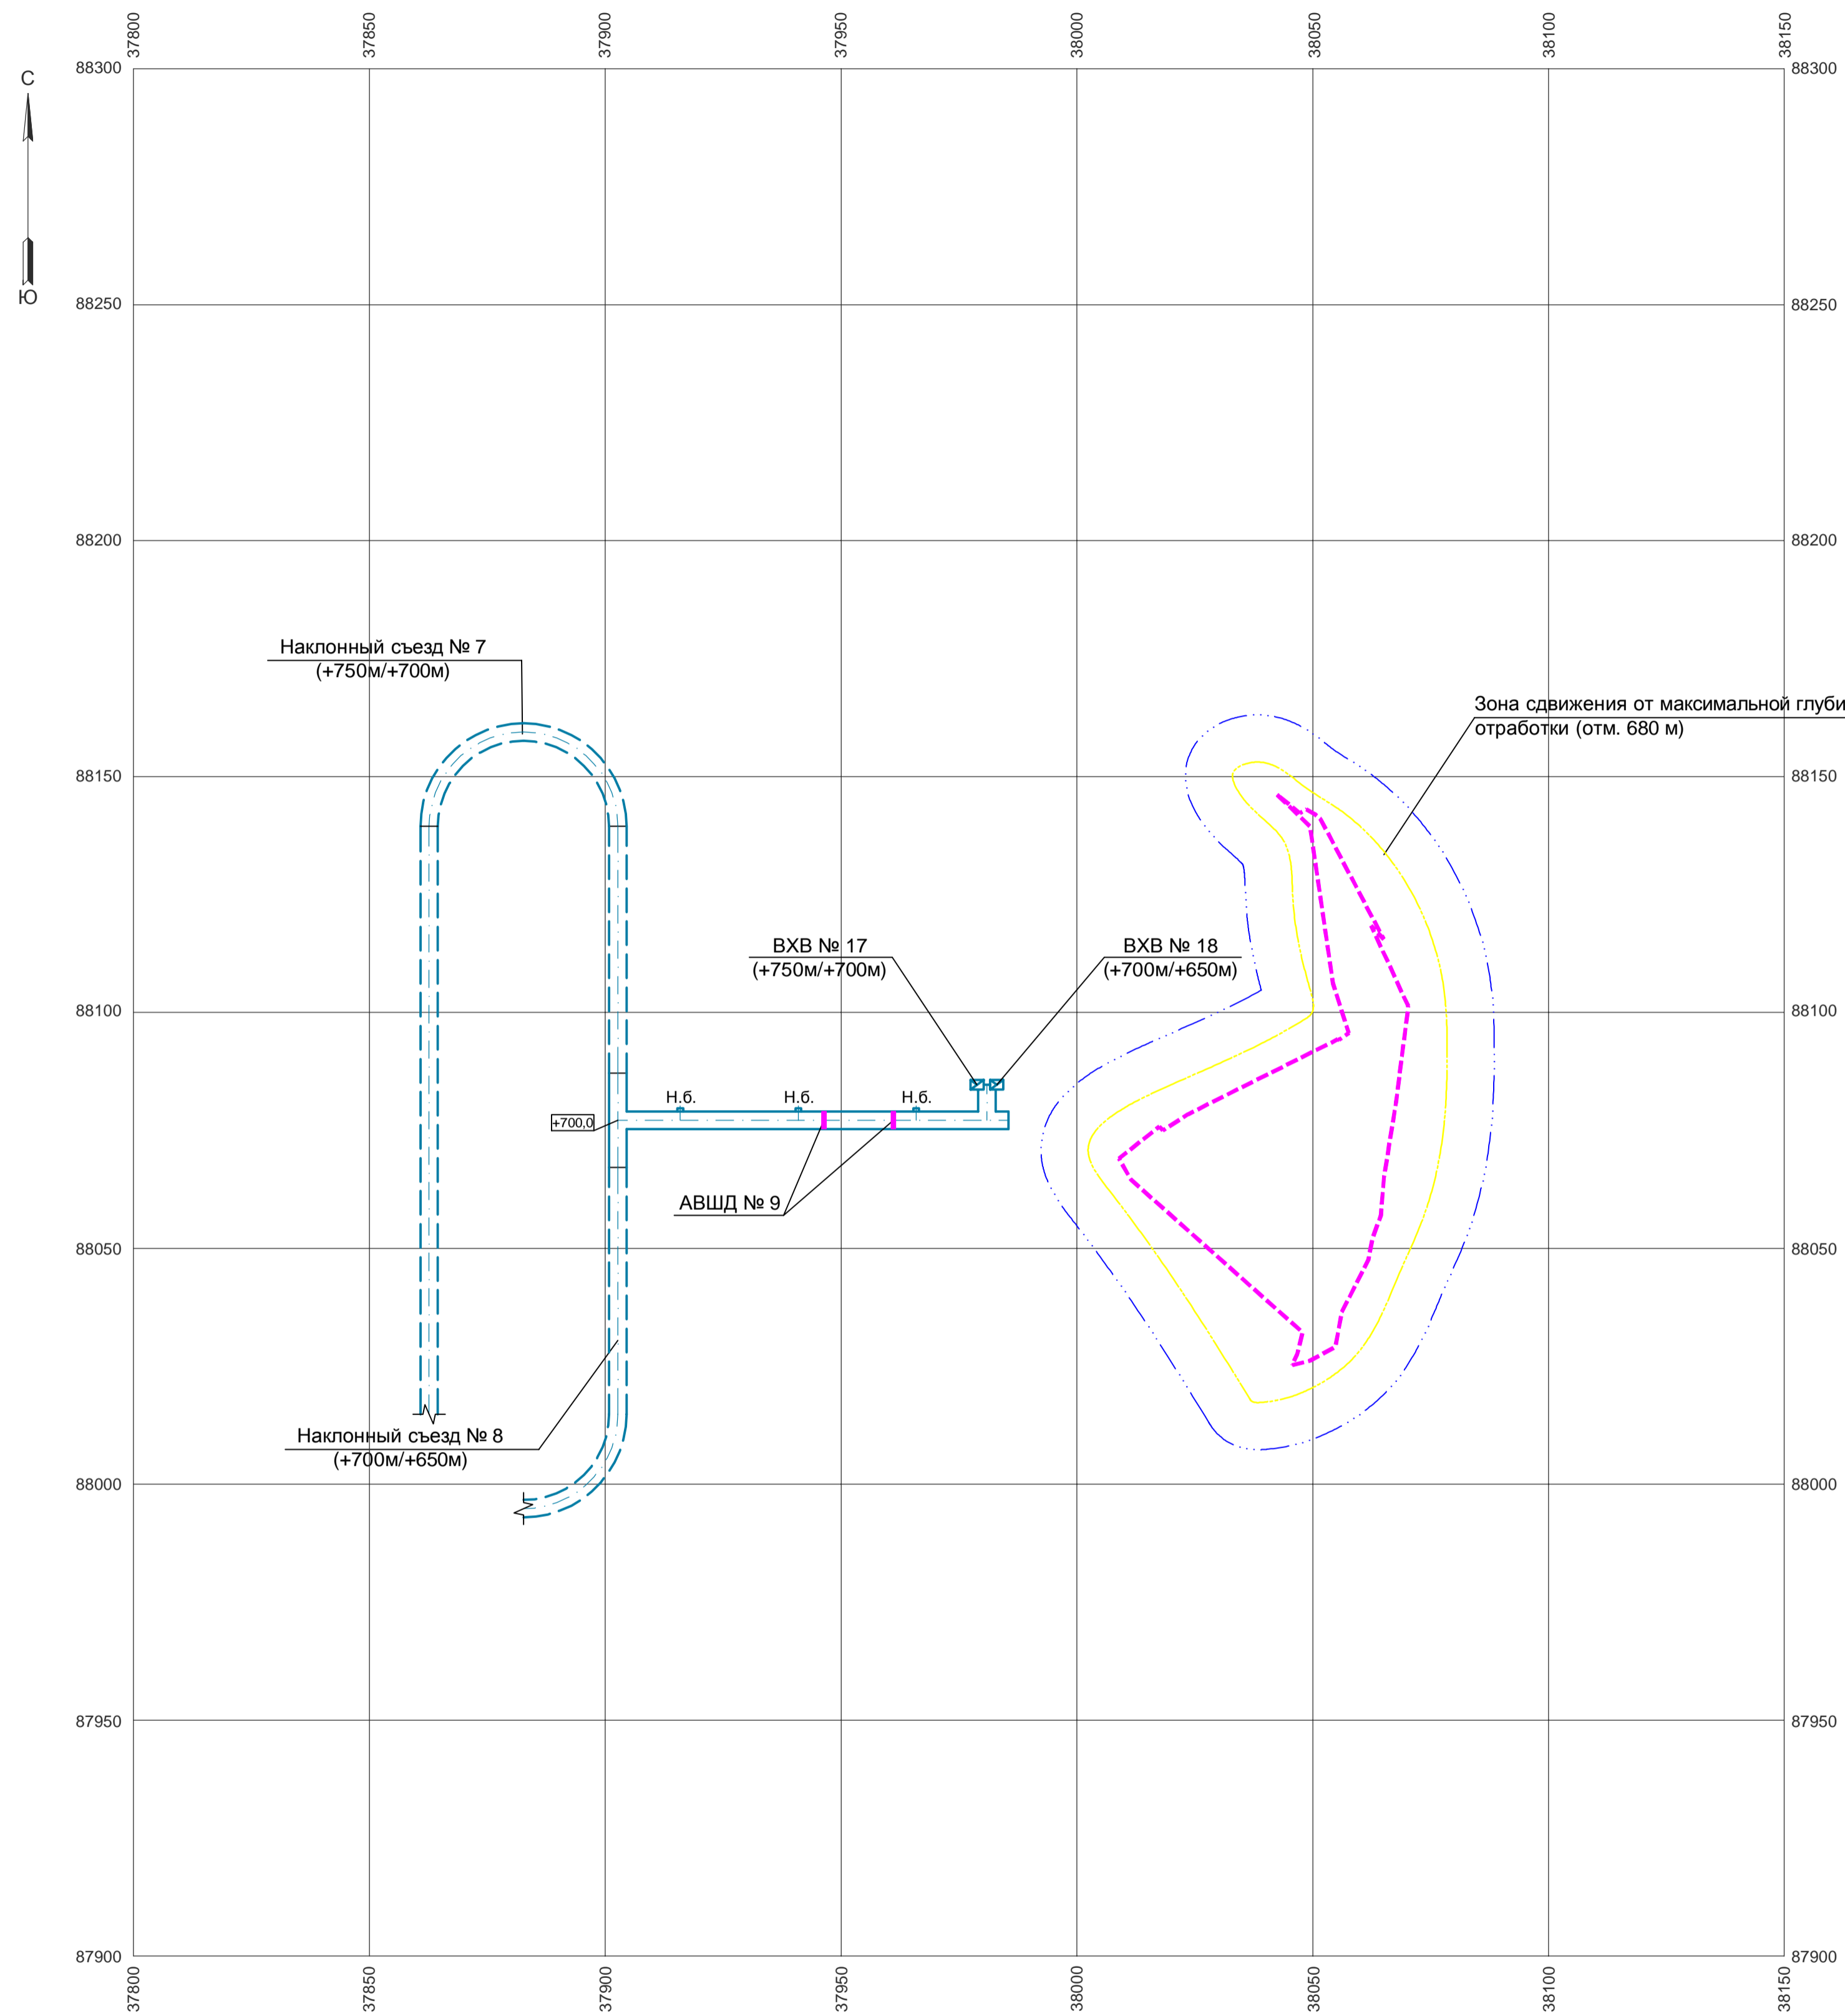 37800
37850
37900
37950
38000
38050
38100
38150
88300
88300
С
Ю
88250
88250
88200
88200
Наклонный съезд № 7
(+750м/+700м)
Зона сдвижения от максимальной глуби
отработки (отм. 680 м)
88150
88150
ВХВ № 17
(+750м/+700м)
ВХВ № 18
(+700м/+650м)
88100
88100
Н.б.
Н.б.
Н.б.
+700,0
АВШД № 9
88050
88050
Наклонный съезд № 8
(+700м/+650м)
88000
88000
87950
87950
87900
87900
37800
37850
37900
37950
38000
38050
38100
38150